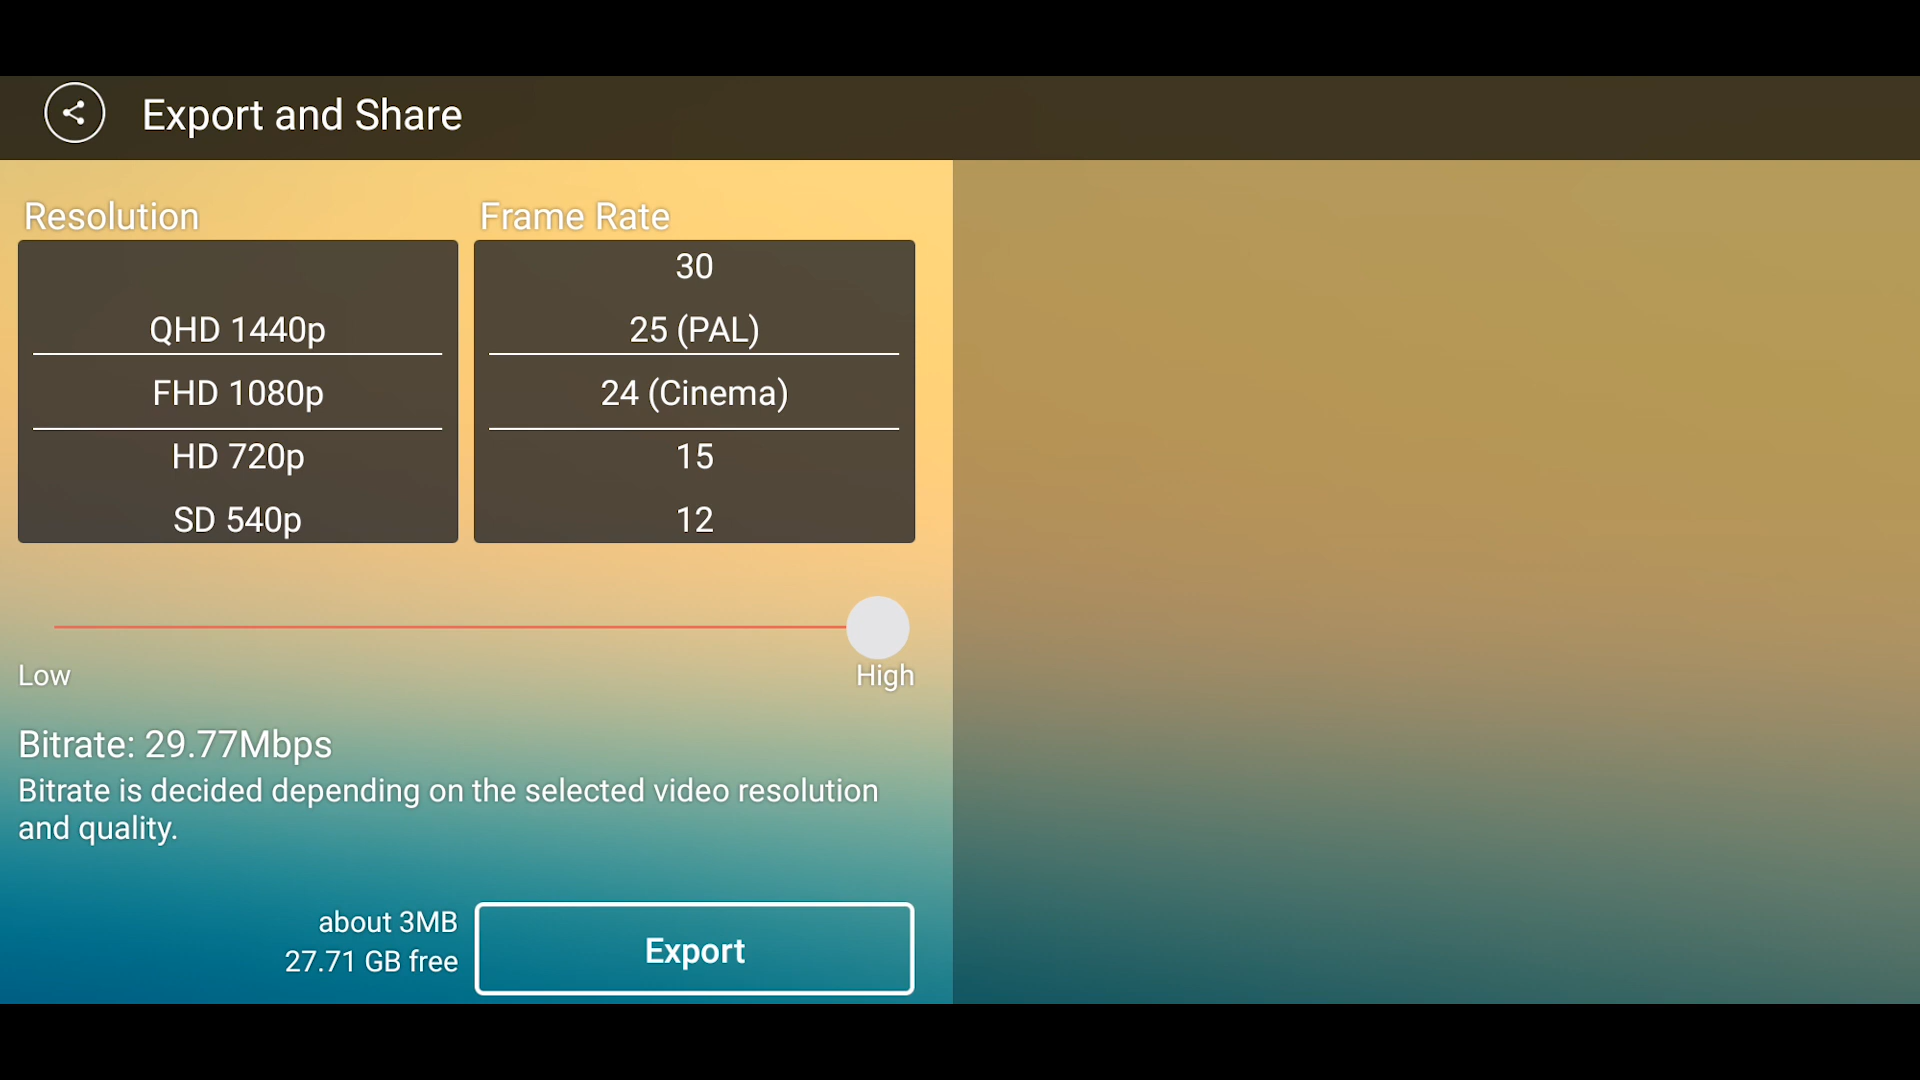 Export and Share
Resolution
QHD 1440p
FHD 1080p
HD 720p
SD 540p
Frame Rate
30
25 (PAL)
24 (Cinema)
15
12
Low
High
Bitrate: 29.77Mbps
Bitrate is decided depending on the selected video resolution
and quality.
about 3MB
27.71 GB free
Export